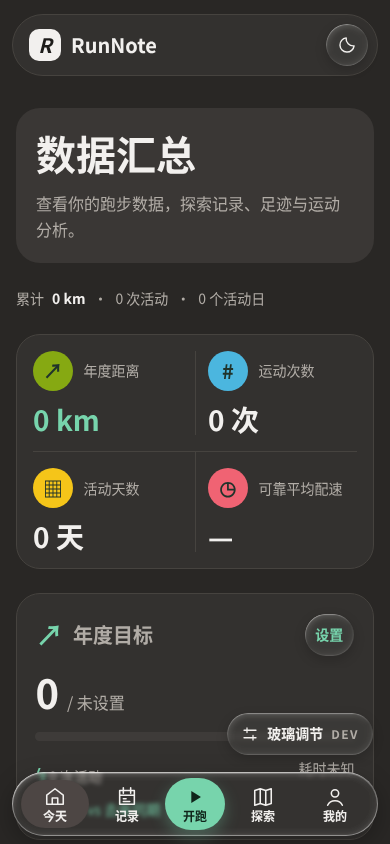 R RunNote
数据汇总
查看你的跑步数据，探索记录、足迹与运动
分析。
累计 0 km · 0 次活动 · 0 个活动日
年度距离
# 运动次数
0 km
0 次
活动天数
可靠平均配速
0 天
—
年度目标
设置
0 / 未设置
玻璃调节 DEV
耗时未知
今天
记录
开跑
探索
我的